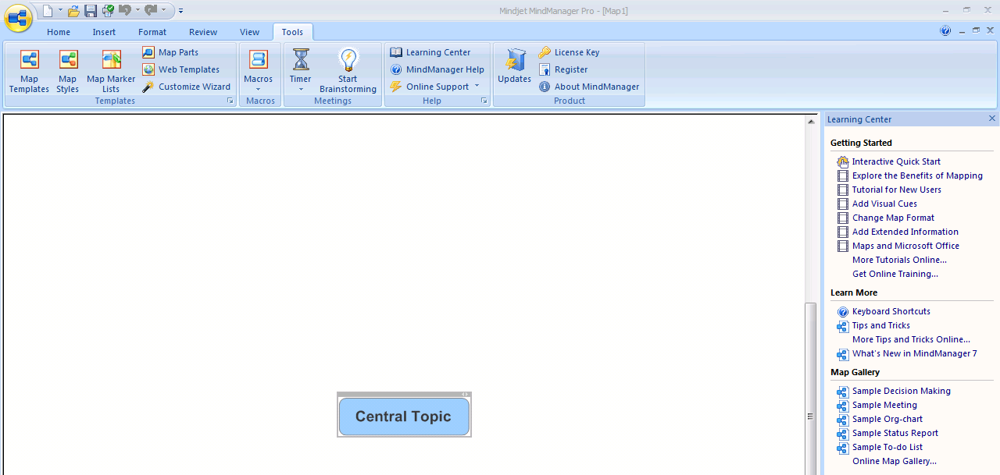 Mindjet MindManager Pro - [Map1]
Home Insert Format Review View Tools
Map Templates
Map Styles
Map Marker Lists
Map Parts
Web Templates
Customize Wizard
Templates
Macros
Macros
Timer
Start Brainstorming
Meetings
Learning Center
MindManager Help
Online Support
Help
Updates
License Key
Register
About MindManager
Product
Central Topic
Learning Center
Getting Started
Interactive Quick Start
Explore the Benefits of Mapping
Tutorial for New Users
Add Visual Cues
Change Map Format
Add Extended Information
Maps and Microsoft Office
More Tutorials Online...
Get Online Training...
Learn More
Keyboard Shortcuts
Tips and Tricks
More Tips and Tricks Online...
What's New in MindManager 7
Map Gallery
Sample Decision Making
Sample Meeting
Sample Org-chart
Sample Status Report
Sample To-do List
Online Map Gallery...